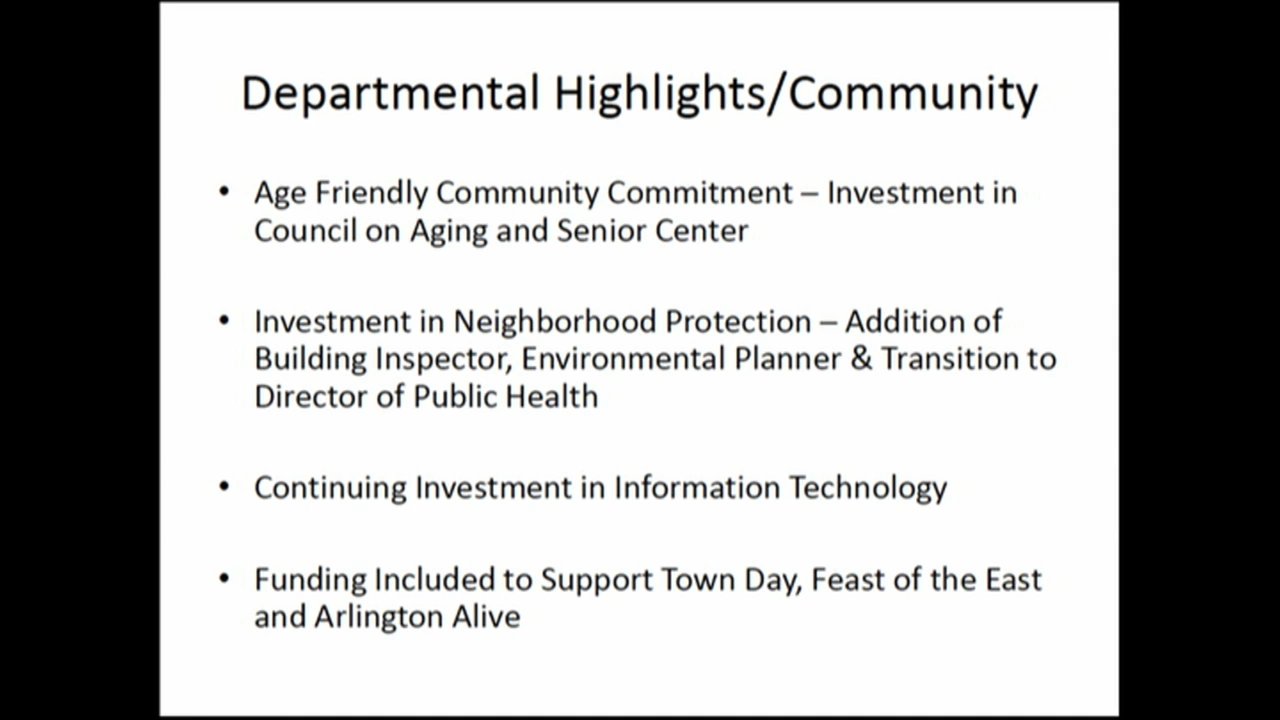 Departmental Highlights/Community
• Age Friendly Community Commitment – Investment in
Council on Aging and Senior Center
• Investment in Neighborhood Protection – Addition of
Building Inspector, Environmental Planner & Transition to
Director of Public Health
• Continuing Investment in Information Technology
• Funding Included to Support Town Day, Feast of the East
and Arlington Alive